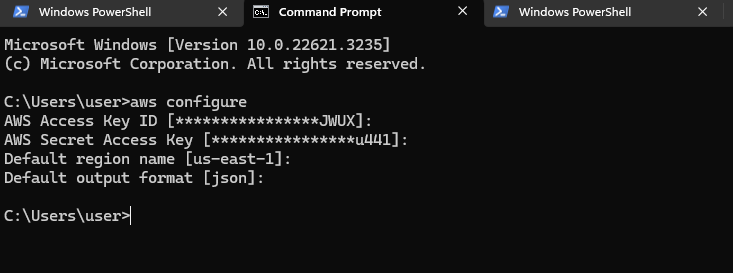 Windows PowerShell
Command Prompt
Windows PowerShell
Microsoft Windows [Version 10.0.22621.3235]
(c) Microsoft Corporation. All rights reserved.
C:\Users\user>aws configure
AWS Access Key ID [****************JWUX]:
AWS Secret Access Key [****************u441]:
Default region name [us-east-1]:
Default output format [json]:
C:\Users\user>